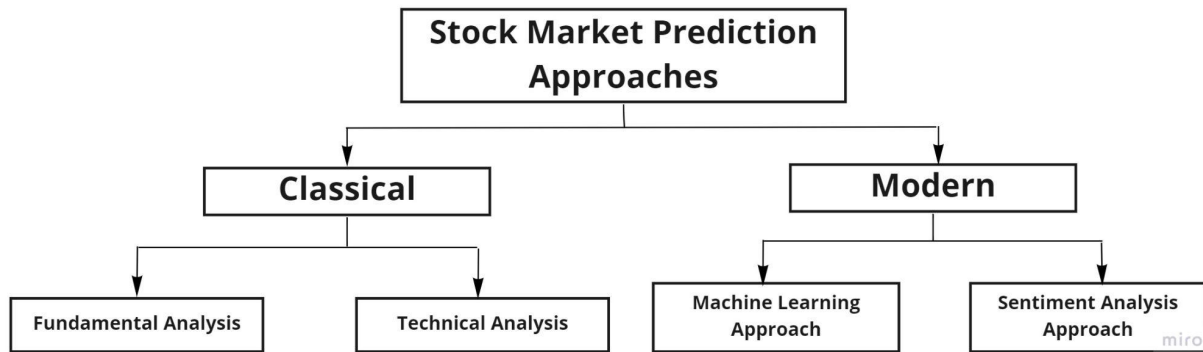 Stock Market Prediction
Approaches
Classical
Modern
Fundamental Analysis
Technical Analysis
Machine Learning
Approach
Sentiment Analysis
Approach
miro